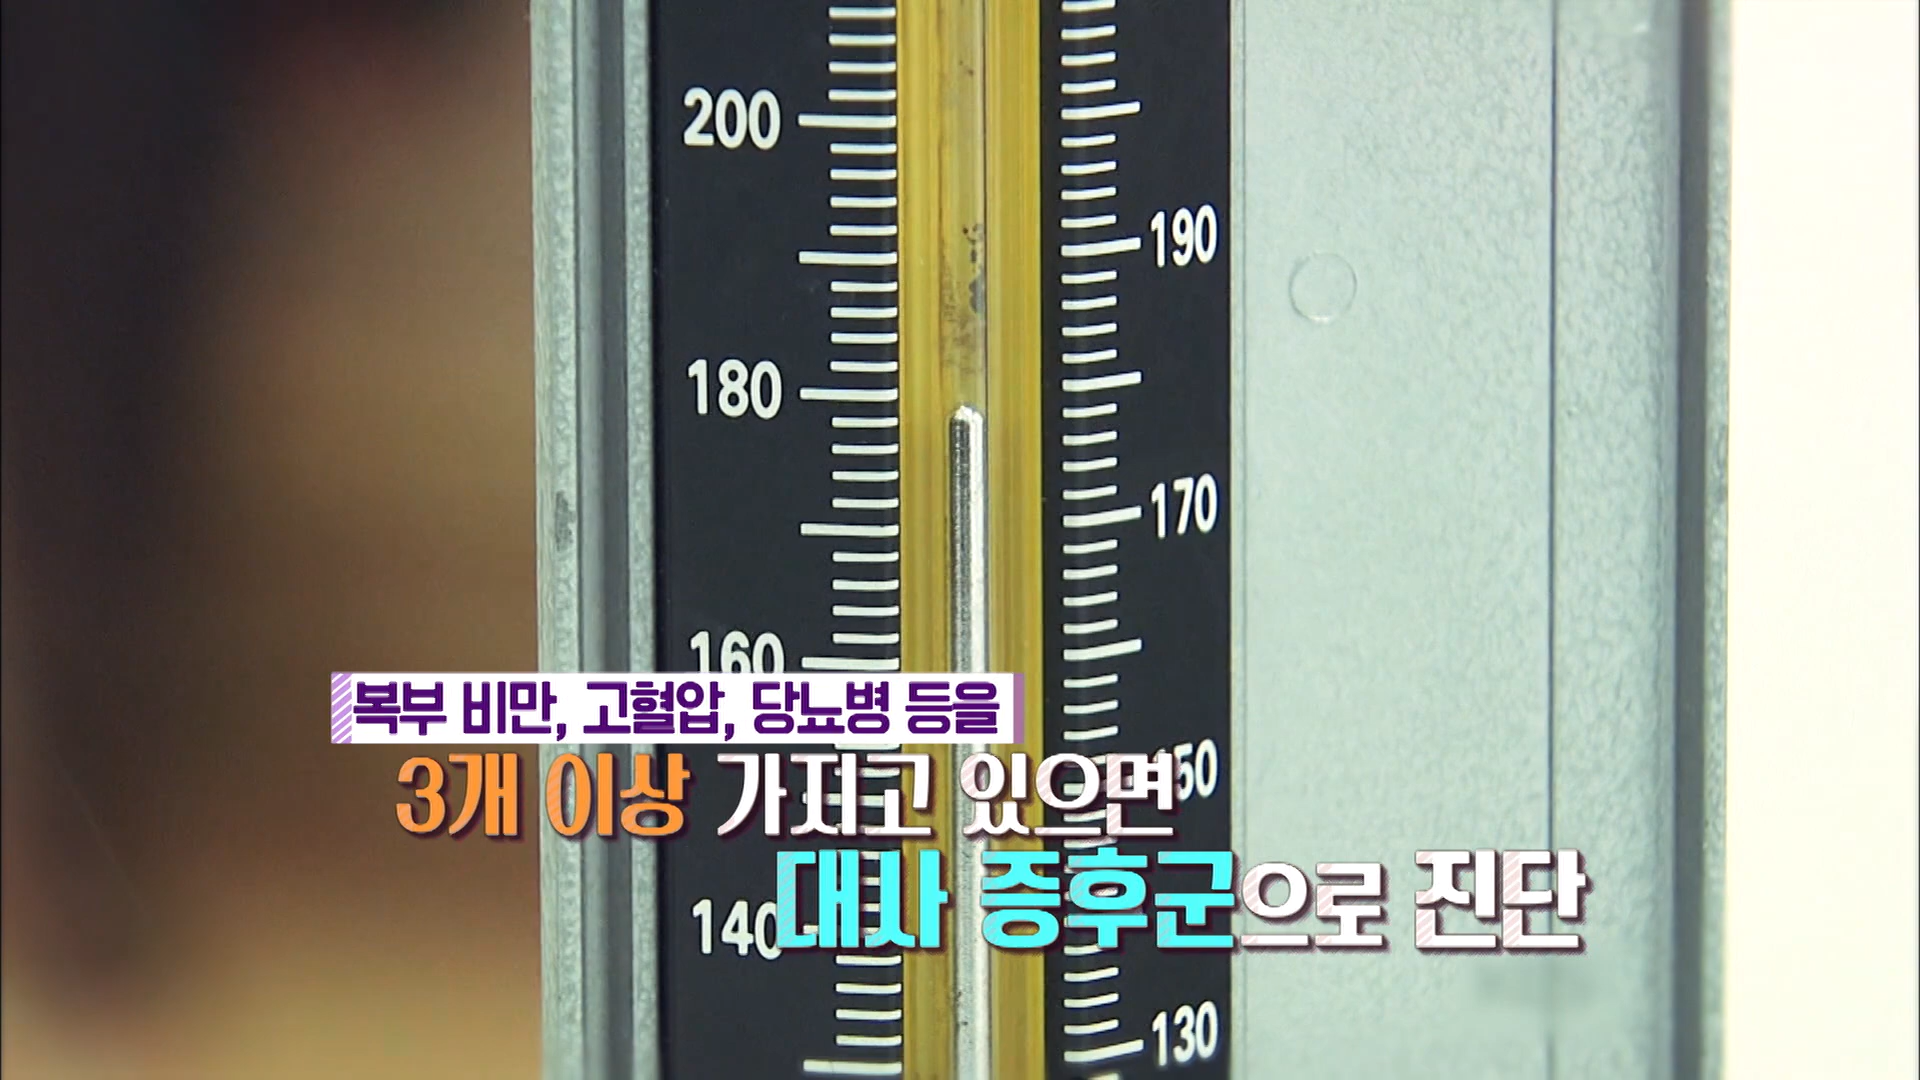 200
190
180
170
160
복부 비만, 고혈압, 당뇨병 등을
3개 이상 가지고 있으면
150
대사 증후군으로 진단
140
130